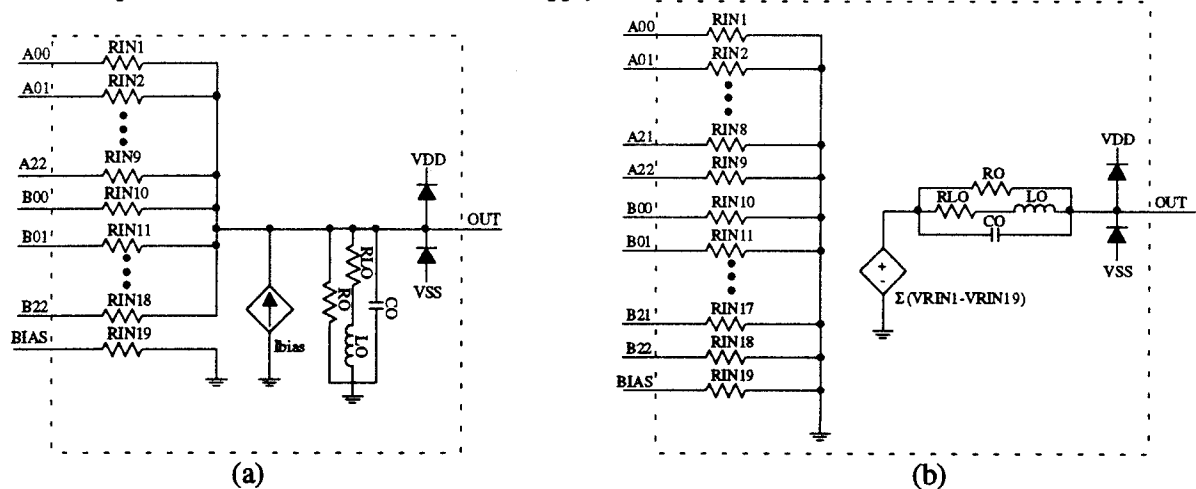 A00 RIN1
A01 RIN2
A22 RIN9
B00 RIN10
B01 RIN11
B22 RIN18
BIAS RIN19
VDD
OUT
VSS
Ibias
RO
RLO
LO
CO
(a)
A00 RIN1
A01 RIN2
A21 RIN8
A22 RIN9
B00 RIN10
B01 RIN11
B21 RIN17
B22 RIN18
BIAS RIN19
RO
RLO LO
CO
+
-
Σ(VRIN1-VRIN19)
VDD
OUT
VSS
(b)